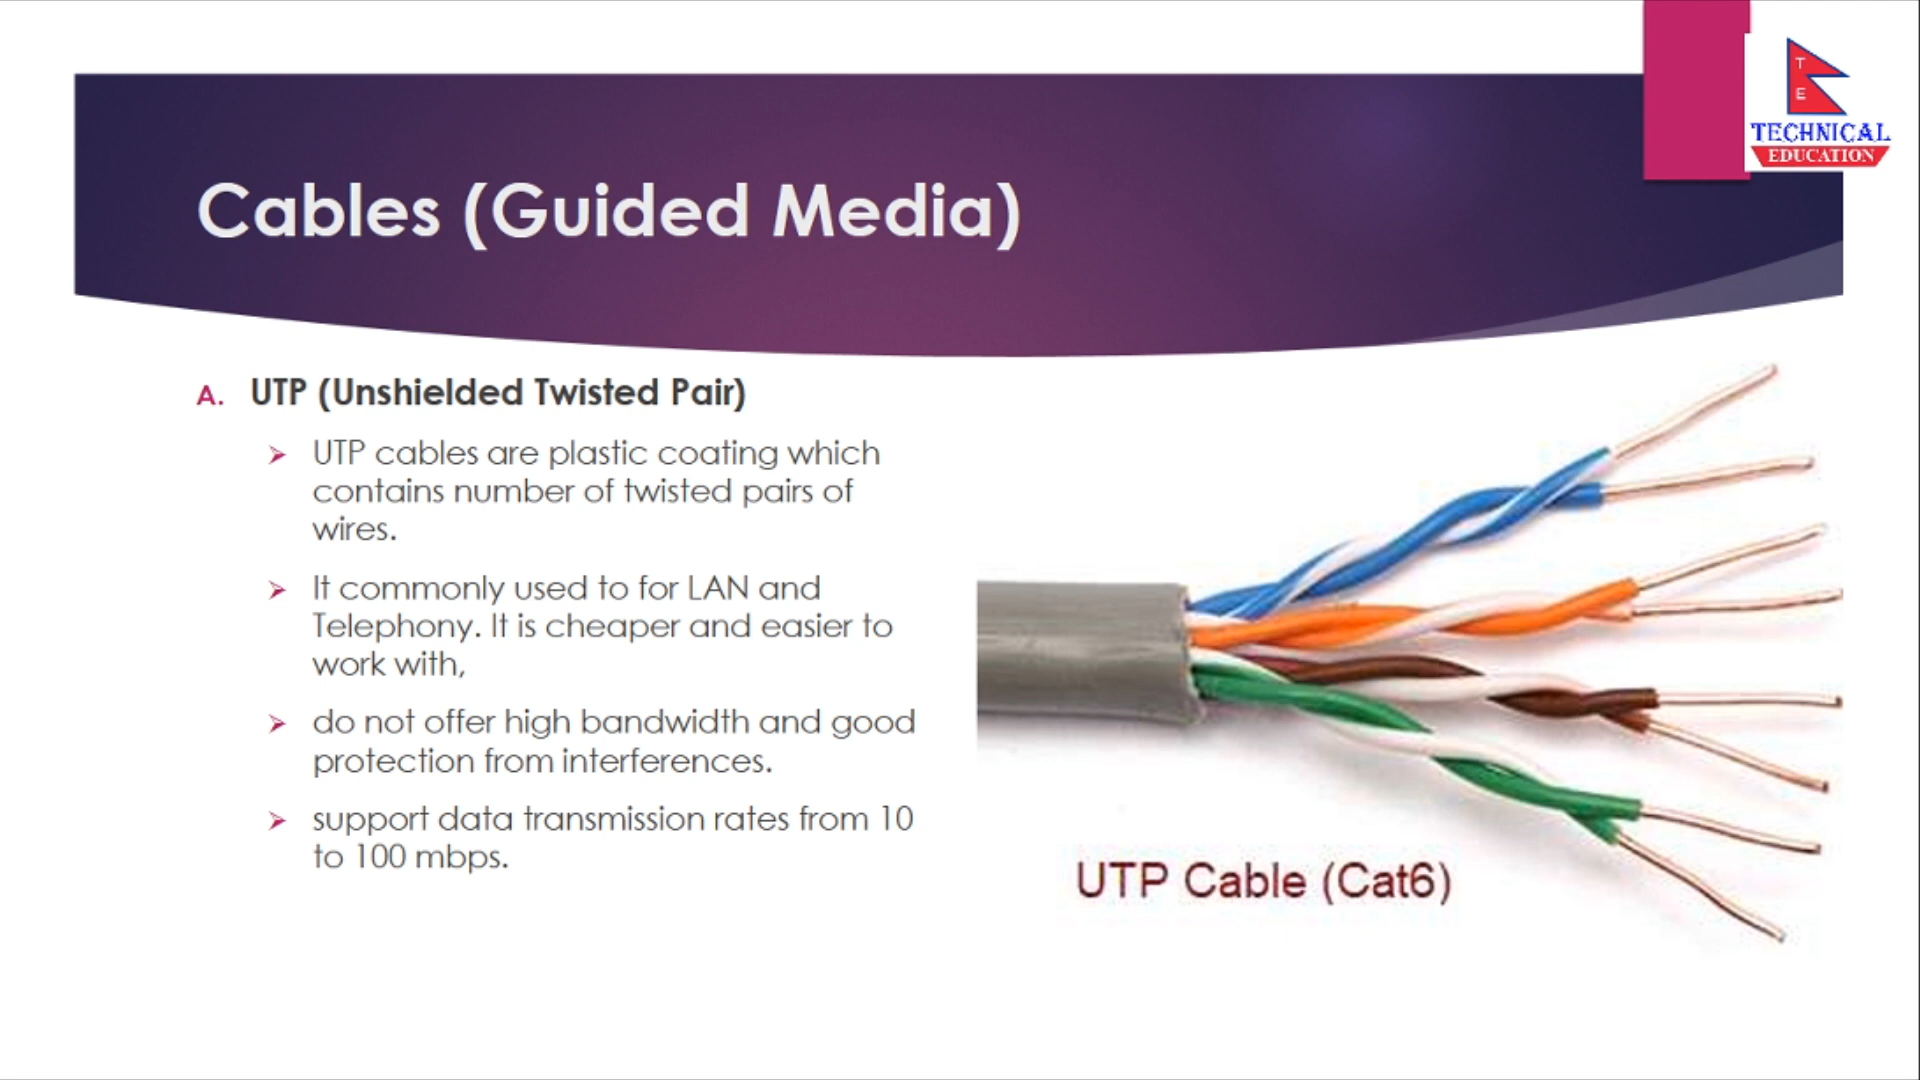 T
E
TECHNICAL
EDUCATION
Cables (Guided Media)
A. UTP (Unshielded Twisted Pair)
➢ UTP cables are plastic coating which
contains number of twisted pairs of
wires.
➢ It commonly used to for LAN and
Telephony. It is cheaper and easier to
work with,
➢ do not offer high bandwidth and good
protection from interferences.
➢ support data transmission rates from 10
to 100 mbps.
UTP Cable (Cat6)